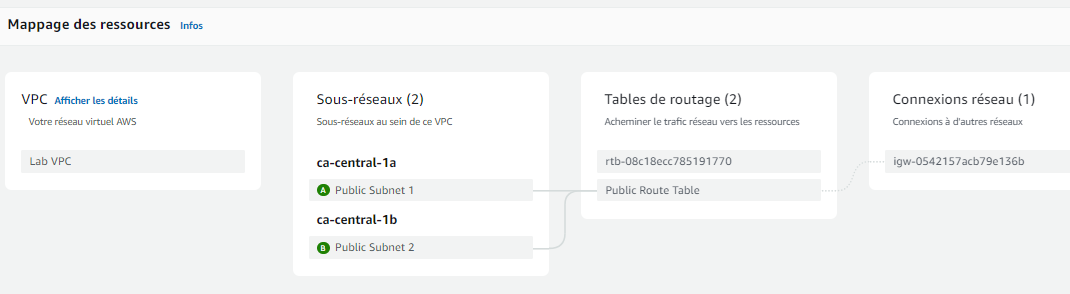 Mappage des ressources Infos
VPC Afficher les détails
Votre réseau virtuel AWS
Lab VPC
Sous-réseaux (2)
Sous-réseaux au sein de ce VPC
ca-central-1a
A Public Subnet 1
ca-central-1b
B Public Subnet 2
Tables de routage (2)
Acheminer le trafic réseau vers les ressources
rtb-08c18ecc785191770
Public Route Table
Connexions réseau (1)
Connexions à d'autres réseaux
igw-0542157acb79e136b